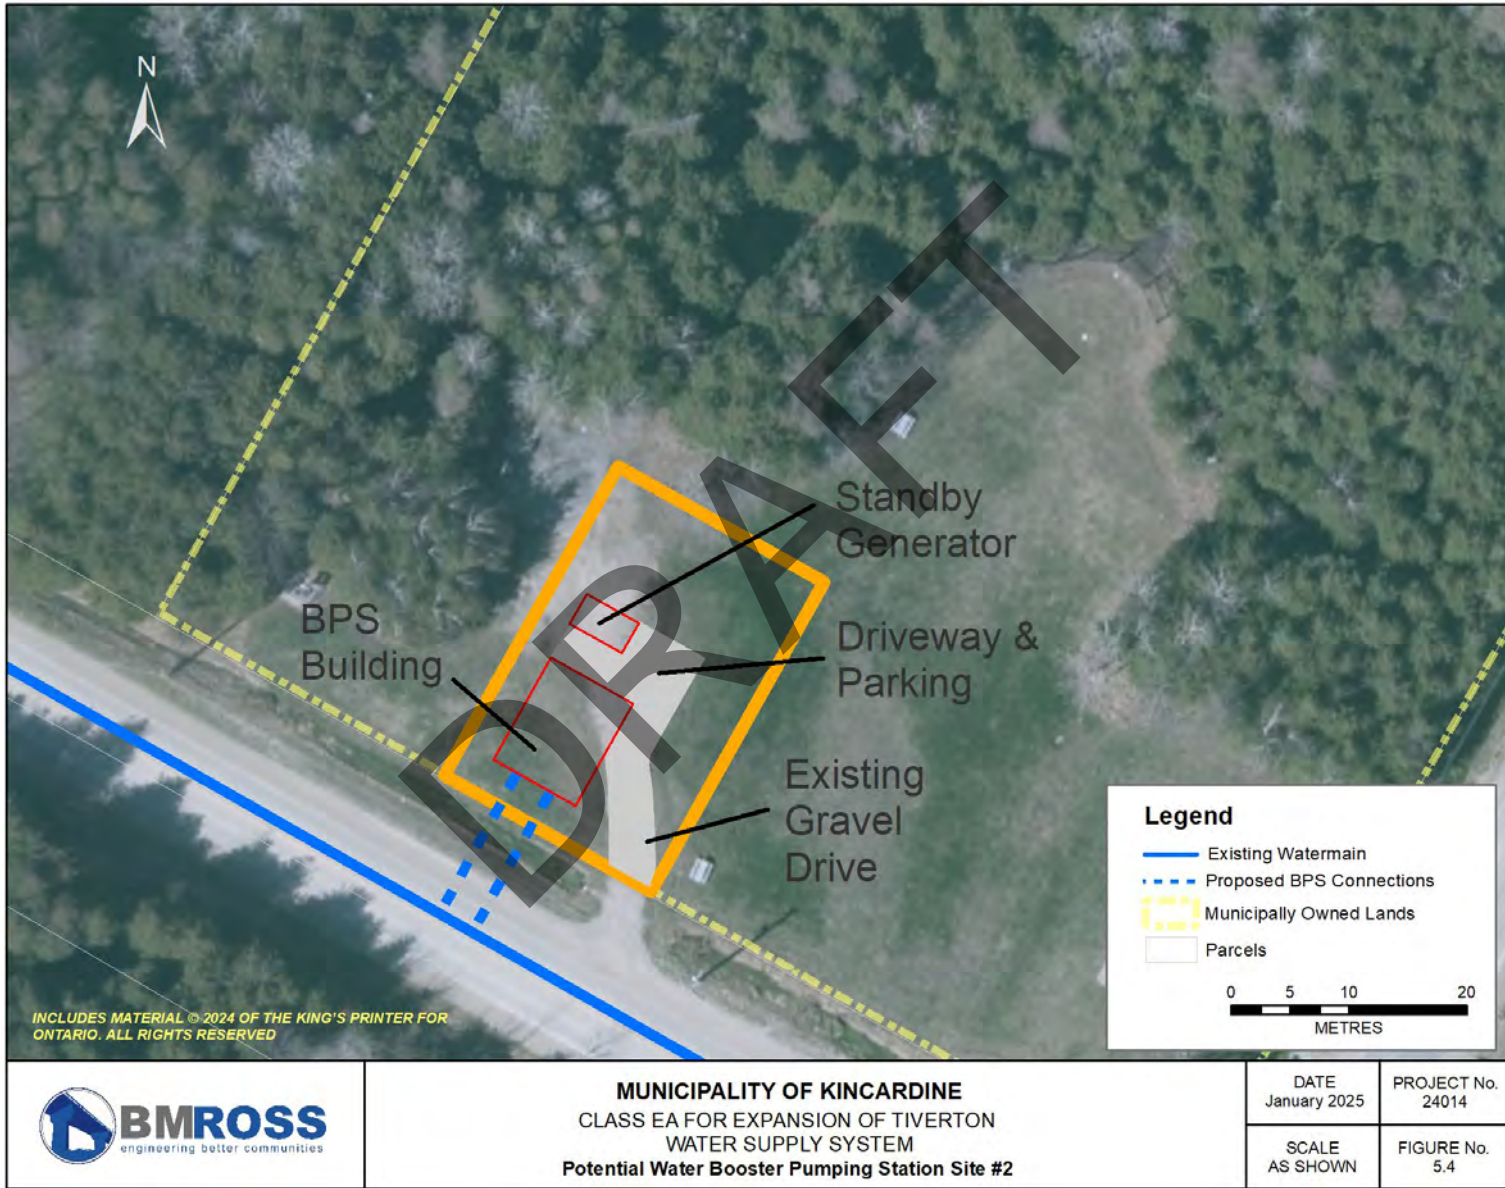 N
DRAFT
Standby
Generator
BPS
Building
Driveway &
Parking
Existing
Gravel
Drive
Legend
Existing Watermain
Proposed BPS Connections
Municipally Owned Lands
Parcels
0 5 10 20
METRES
INCLUDES MATERIAL © 2024 OF THE KING'S PRINTER FOR
ONTARIO. ALL RIGHTS RESERVED
BMROSS
engineering better communities
MUNICIPALITY OF KINCARDINE
CLASS EA FOR EXPANSION OF TIVERTON
WATER SUPPLY SYSTEM
Potential Water Booster Pumping Station Site #2
DATE
January 2025
PROJECT No.
24014
SCALE
AS SHOWN
FIGURE No.
5.4